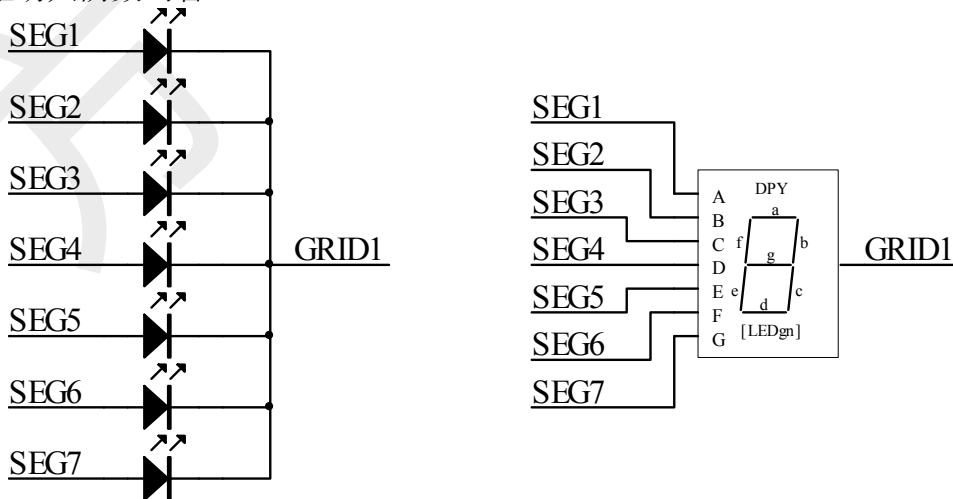 SEG1
SEG2
SEG3
SEG4
SEG5
SEG6
SEG7
GRID1
SEG1
SEG2
SEG3
SEG4
SEG5
SEG6
SEG7
A
B
C
D
E
F
G
DPY
a
f
b
g
e
c
d
[LEDgn]
GRID1